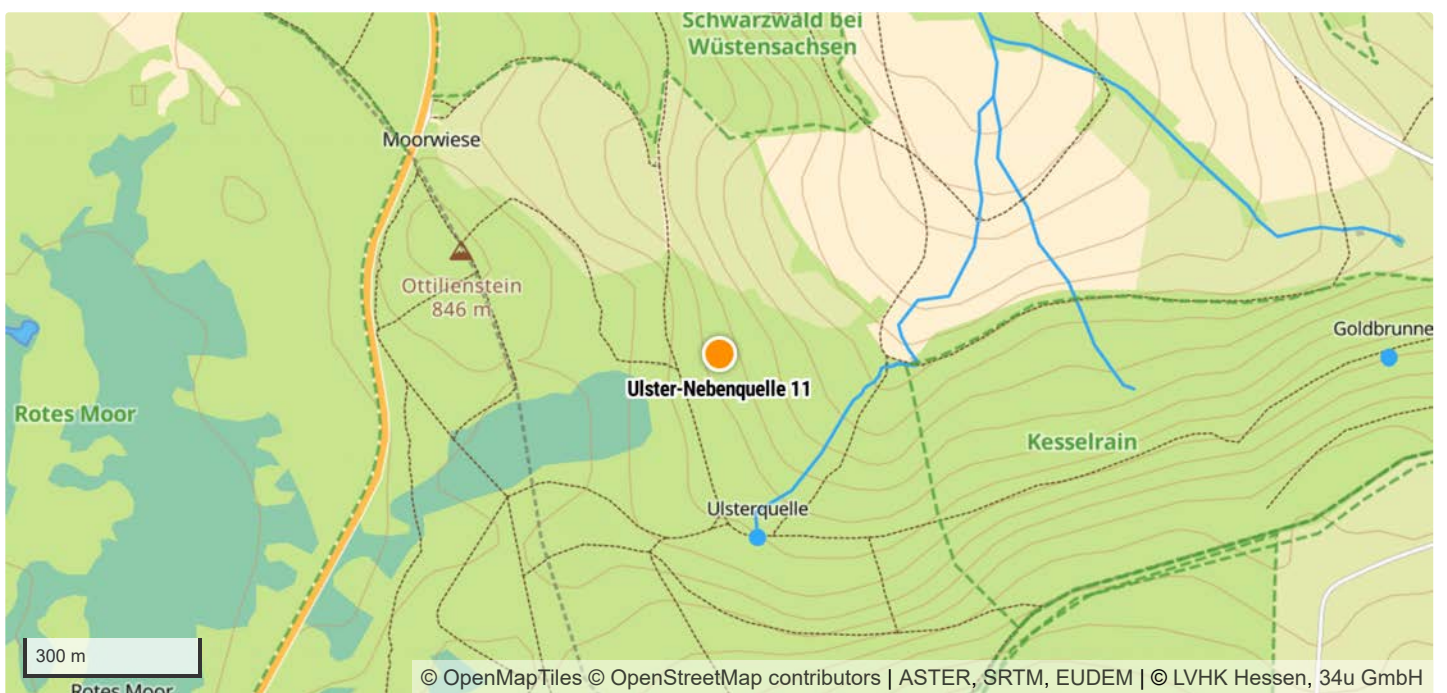 Schwarzwald bei
Wüstensachsen
Moorwiese
Ottilienstein
846 m
Goldbrunne
Ulster-Nebenquelle 11
Rotes Moor
Kesselrain
Ulsterquelle
300 m
Rotes Moor
© OpenMapTiles © OpenStreetMap contributors | ASTER, SRTM, EUDEM | © LVHK Hessen, 34u GmbH